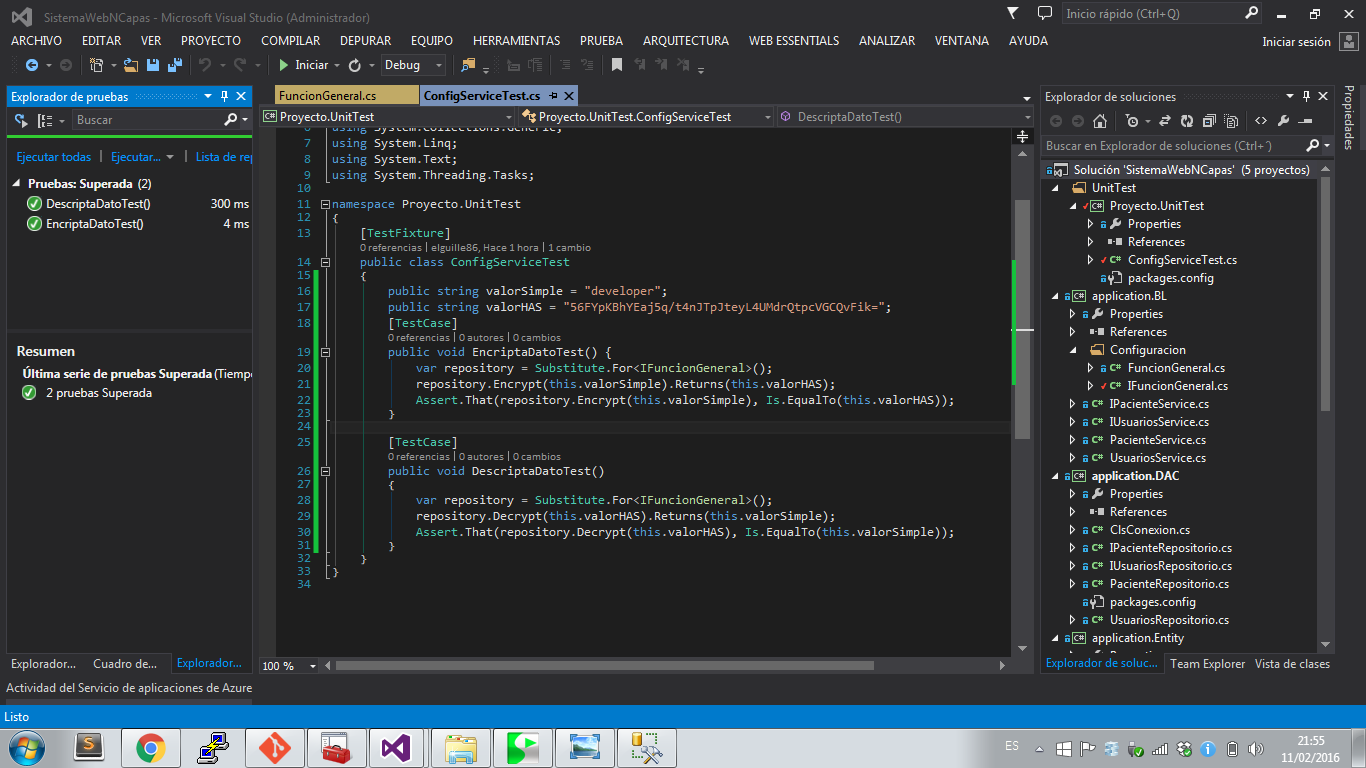 SistemaWebNCapas - Microsoft Visual Studio (Administrador)
Inicio rápido (Ctrl+Q)
ARCHIVO EDITAR VER PROYECTO COMPILAR DEPURAR EQUIPO HERRAMIENTAS PRUEBA ARQUITECTURA WEB ESSENTIALS ANALIZAR VENTANA AYUDA
Iniciar sesión
Iniciar Debug
Explorador de pruebas
Buscar
Ejecutar todas | Ejecutar... | Lista de rep
Pruebas: Superada (2)
DescriptaDatoTest() 300 ms
EncriptaDatoTest() 4 ms
Resumen
Última serie de pruebas Superada (Tiempo
2 pruebas Superada
Explorador... Cuadro de... Explorador...
Actividad del Servicio de aplicaciones de Azure
FuncionGeneral.cs ConfigServiceTest.cs
Proyecto.UnitTest Proyecto.UnitTest.ConfigServiceTest DescriptaDatoTest()
6 using System.Collections.Generic;
7 using System.Linq;
8 using System.Text;
9 using System.Threading.Tasks;
10
11 namespace Proyecto.UnitTest
12 {
13 [TestFixture]
0 referencias | elguille86, Hace 1 hora | 1 cambio
14 public class ConfigServiceTest
15 {
16 public string valorSimple = "developer";
17 public string valorHAS = "56FYpKBhYEaj5q/t4nJTpJteyL4UMdrQtpcVGCQvFik=";
18 [TestCase]
0 referencias | 0 autores | 0 cambios
19 public void EncriptaDatoTest() {
20 var repository = Substitute.For<IFuncionGeneral>();
21 repository.Encrypt(this.valorSimple).Returns(this.valorHAS);
22 Assert.That(repository.Encrypt(this.valorSimple), Is.EqualTo(this.valorHAS));
23 }
24
25 [TestCase]
0 referencias | 0 autores | 0 cambios
26 public void DescriptaDatoTest()
27 {
28 var repository = Substitute.For<IFuncionGeneral>();
29 repository.Decrypt(this.valorHAS).Returns(this.valorSimple);
30 Assert.That(repository.Decrypt(this.valorHAS), Is.EqualTo(this.valorSimple));
31 }
32 }
33 }
34
100 %
Explorador de soluciones
Buscar en Explorador de soluciones (Ctrl+´)
Solución 'SistemaWebNCapas' (5 proyectos)
UnitTest
Proyecto.UnitTest
Properties
References
ConfigServiceTest.cs
packages.config
application.BL
Properties
References
Configuracion
FuncionGeneral.cs
IFuncionGeneral.cs
IPacienteService.cs
IUsuariosService.cs
PacienteService.cs
UsuariosService.cs
application.DAC
Properties
References
ClsConexion.cs
IPacienteRepositorio.cs
IUsuariosRepositorio.cs
PacienteRepositorio.cs
packages.config
UsuariosRepositorio.cs
application.Entity
Explorador de soluc... Team Explorer Vista de clases
Propiedades
Listo
ES
21:55
11/02/2016